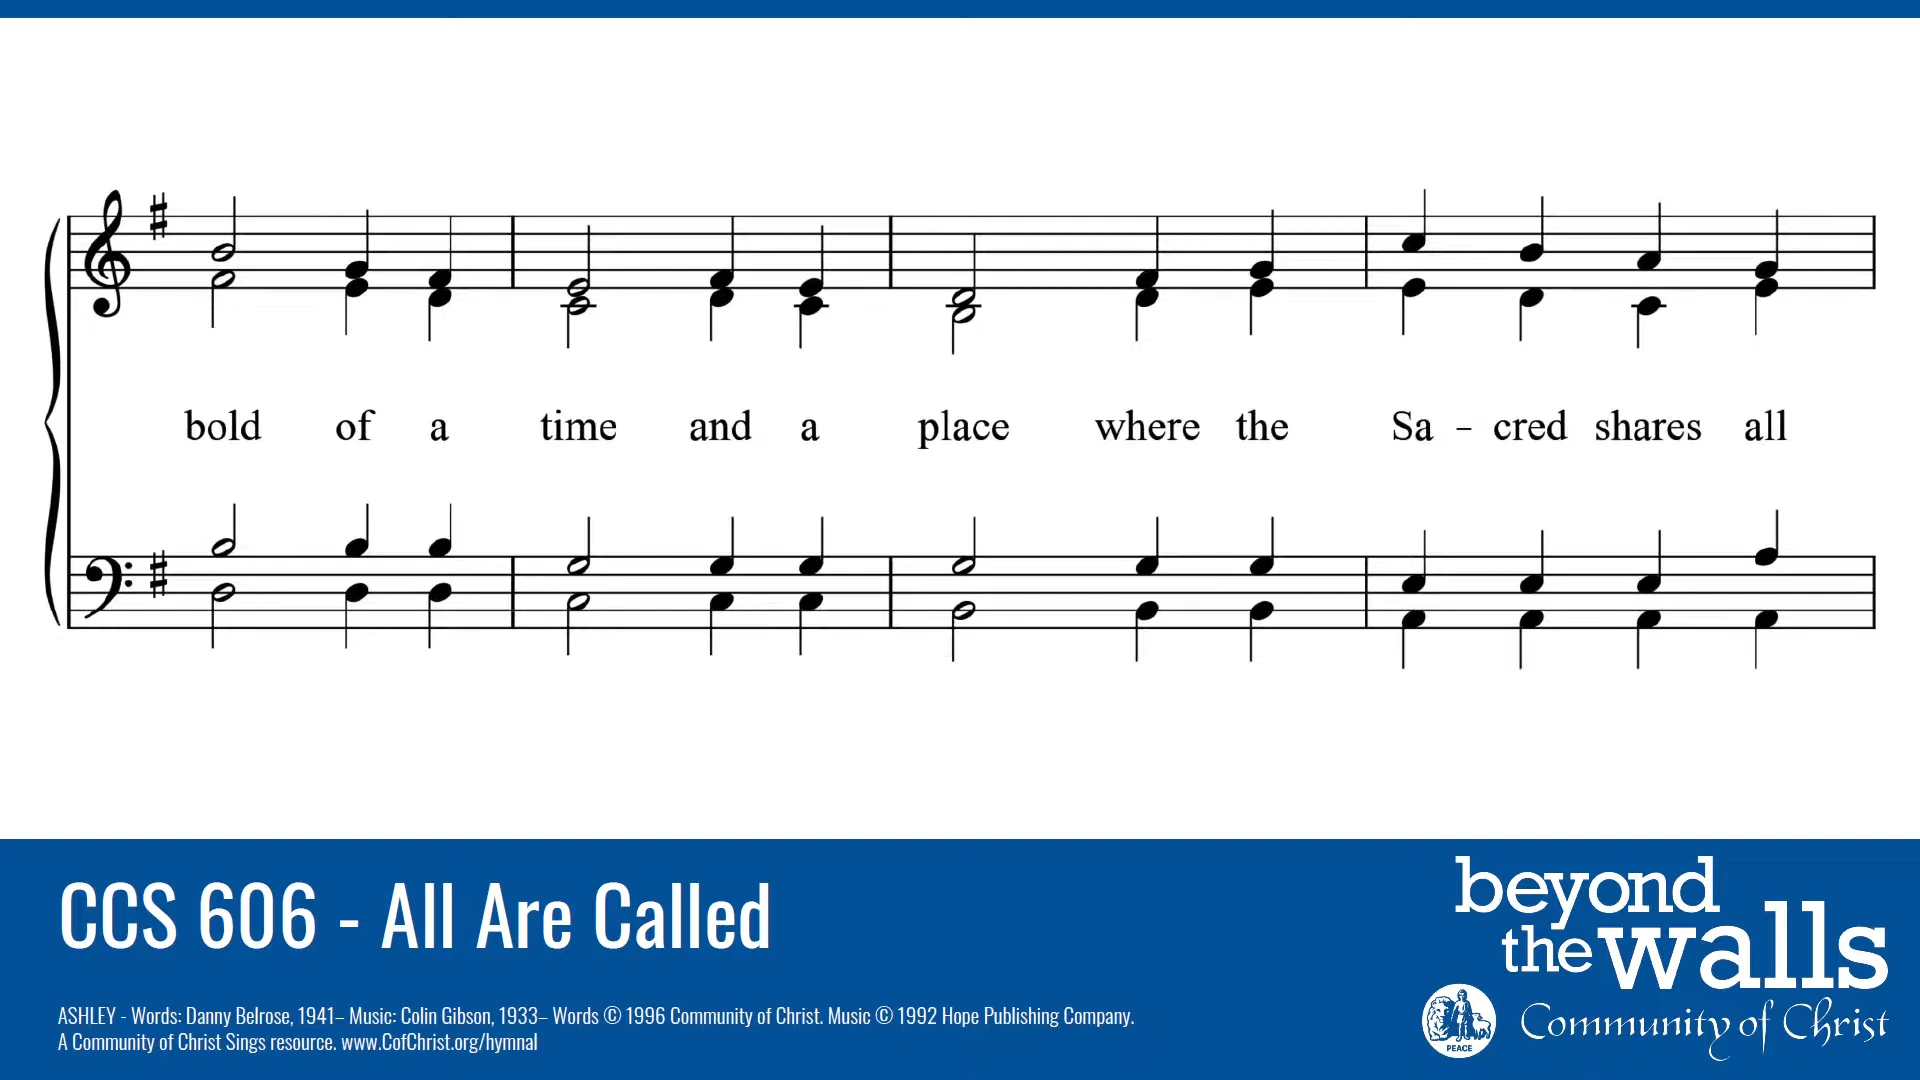 bold of a time and a place where the Sa - cred shares all
CCS 606 - All Are Called
ASHLEY - Words: Danny Belrose, 1941– Music: Colin Gibson, 1933– Words © 1996 Community of Christ. Music © 1992 Hope Publishing Company.
A Community of Christ Sings resource. www.CofChrist.org/hymnal
beyond
the walls
Community of Christ
PEACE